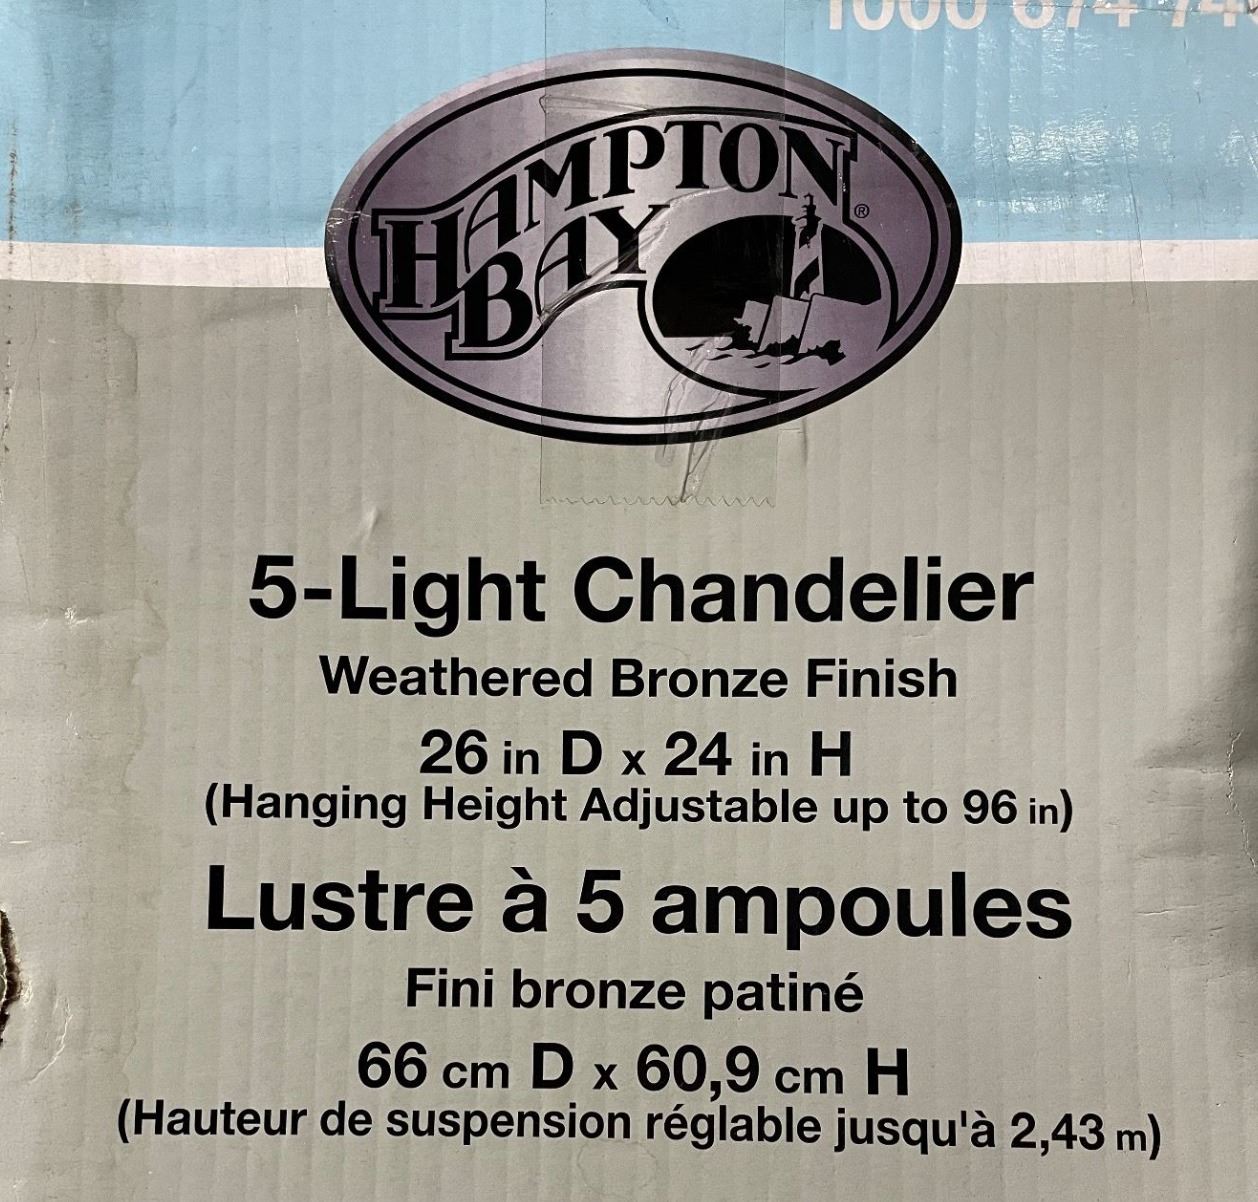 HAMPTON
BAY
®
5-Light Chandelier
Weathered Bronze Finish
26 in D x 24 in H
(Hanging Height Adjustable up to 96 in)
Lustre à 5 ampoules
Fini bronze patiné
66 cm D x 60,9 cm H
(Hauteur de suspension réglable jusqu'à 2,43 m)